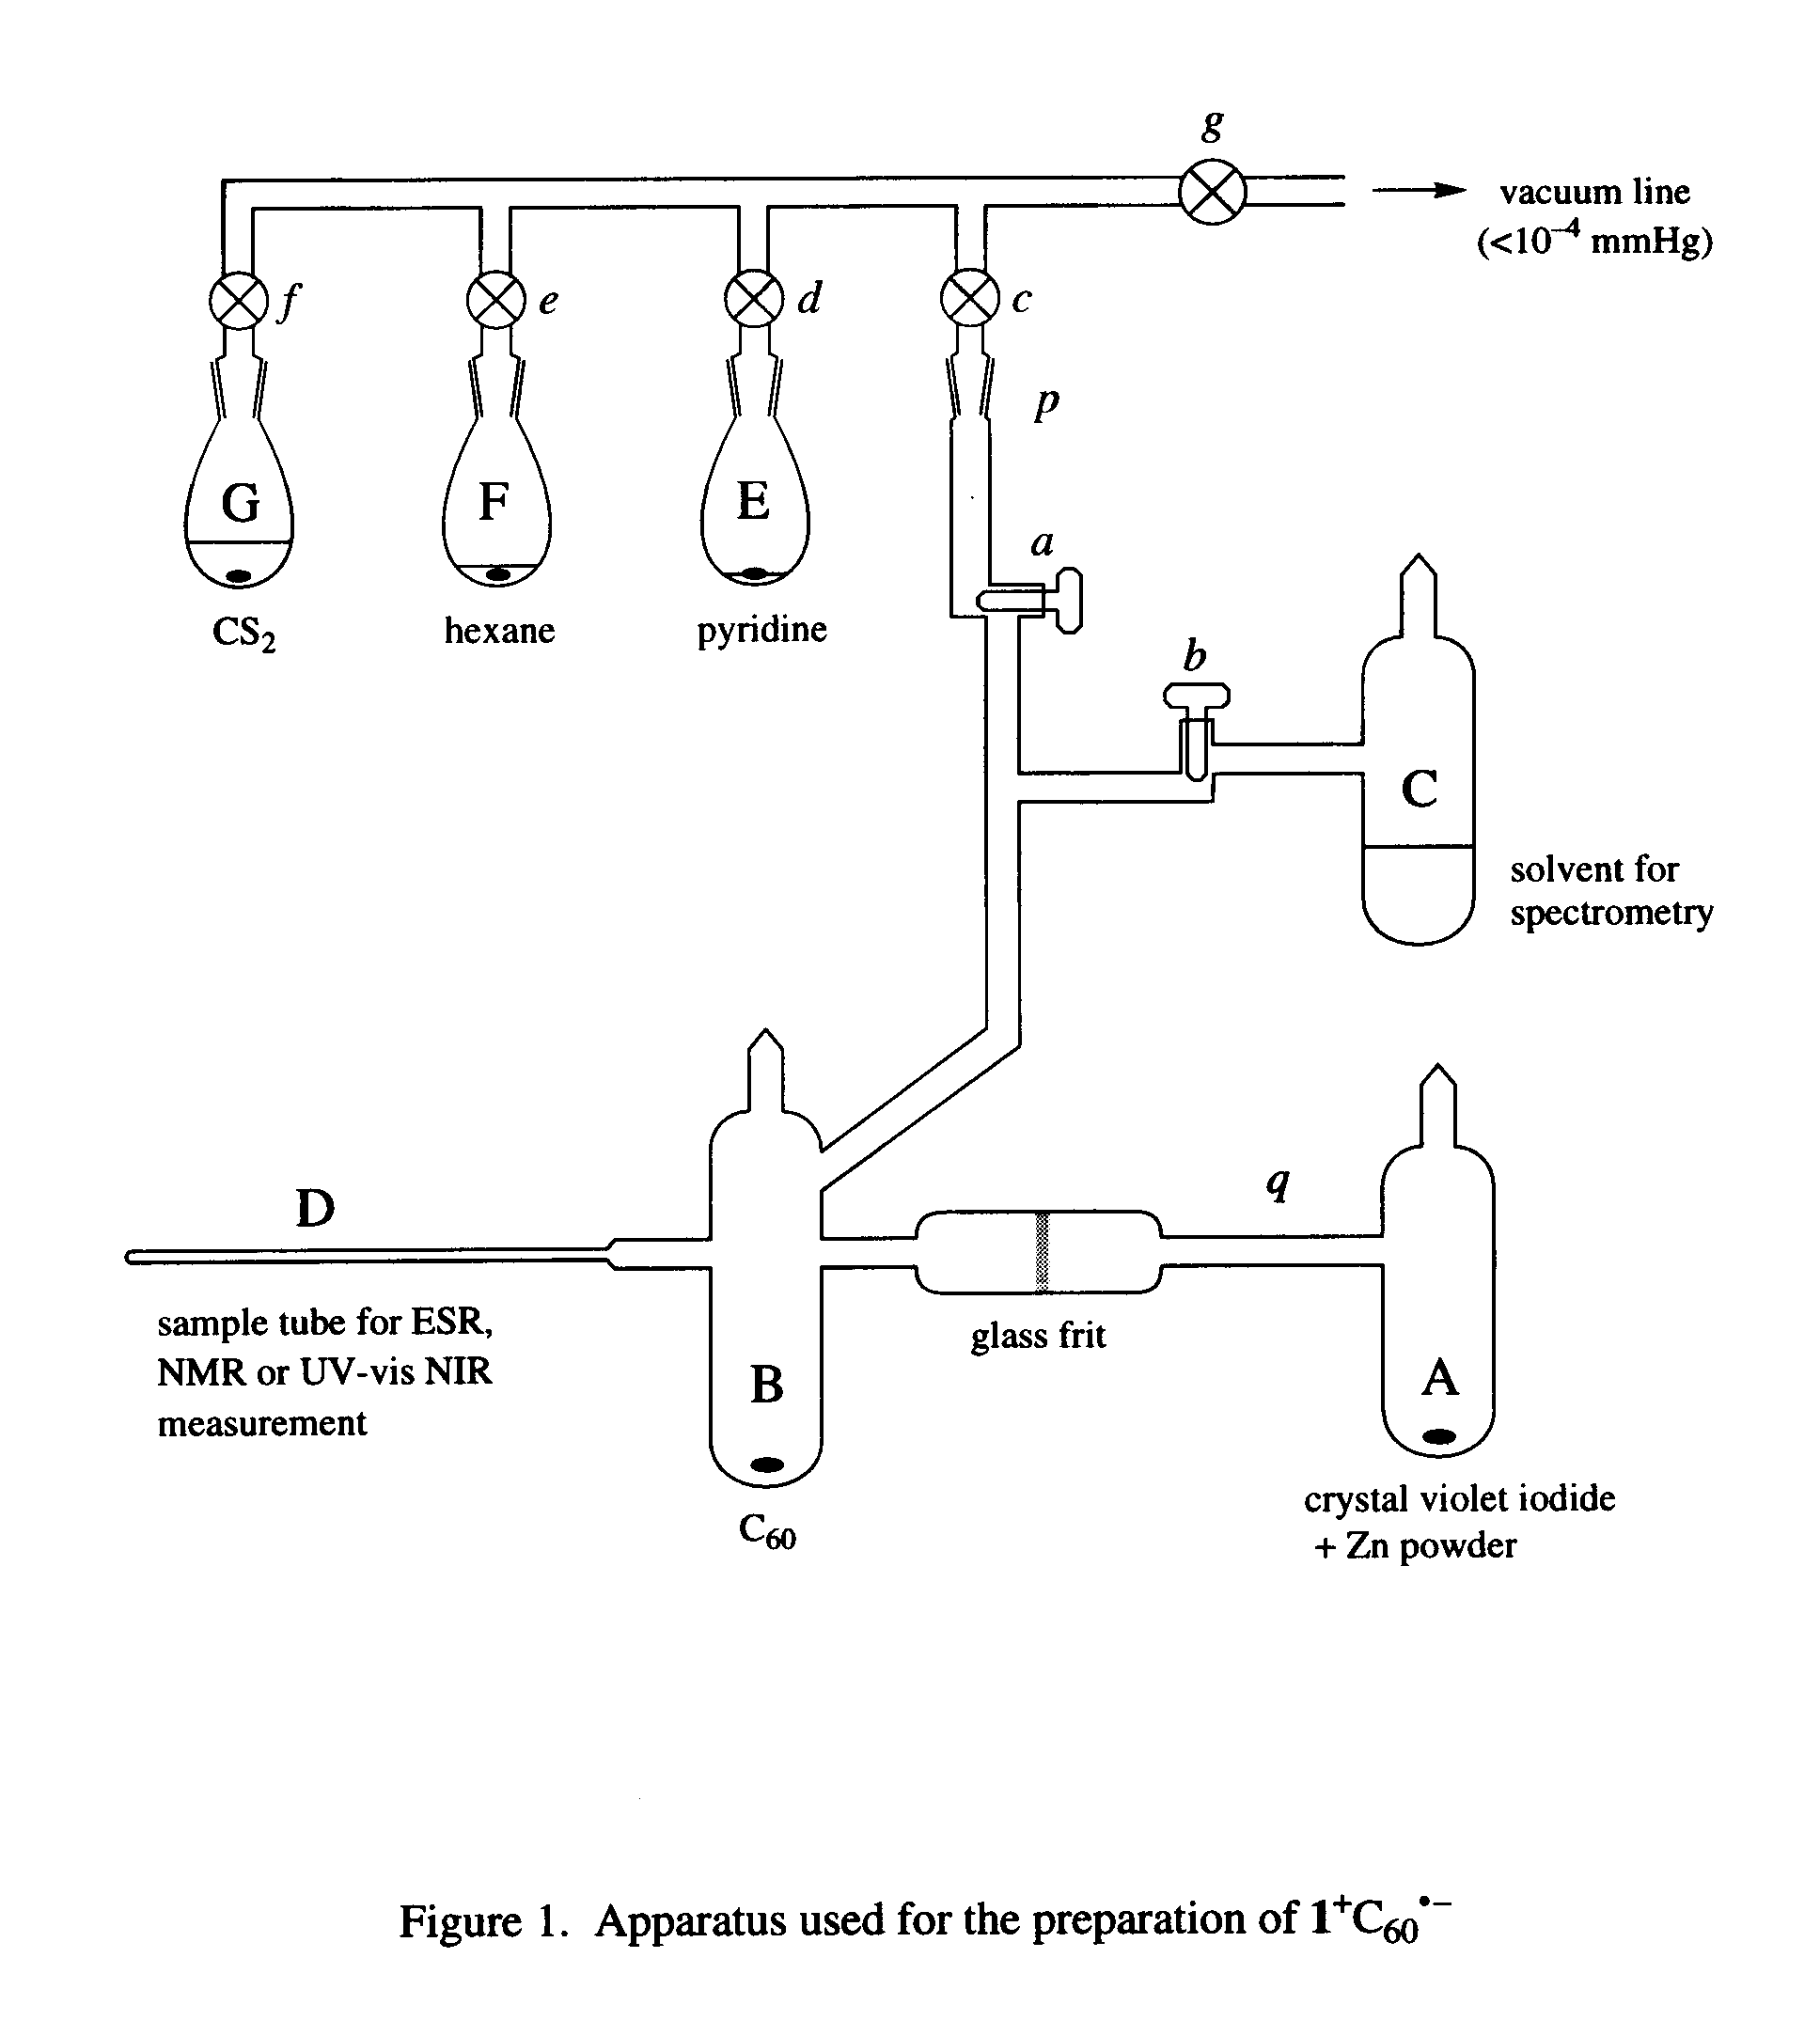 g
vacuum line
(<10⁻⁴ mmHg)
f
e
d
c
p
G
F
E
CS₂
hexane
pyridine
a
b
C
solvent for
spectrometry
D
q
sample tube for ESR,
NMR or UV-vis NIR
measurement
glass frit
B
A
C₆₀
crystal violet iodide
+ Zn powder
Figure 1. Apparatus used for the preparation of 1⁺C₆₀•⁻